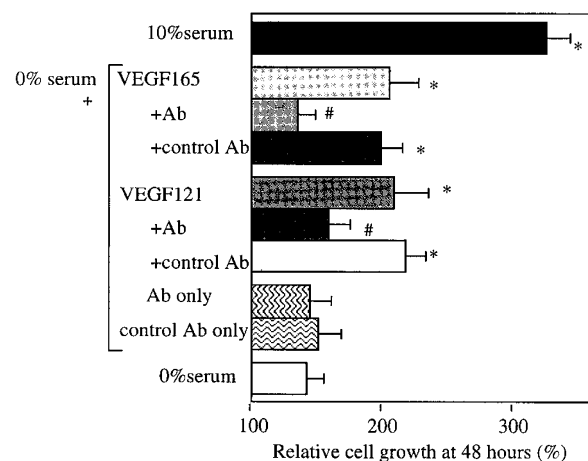 10%serum *
0% serum VEGF165 *
+ +Ab #
+control Ab *
VEGF121 *
+Ab #
+control Ab *
Ab only
control Ab only
0%serum
100 200 300
Relative cell growth at 48 hours (%)